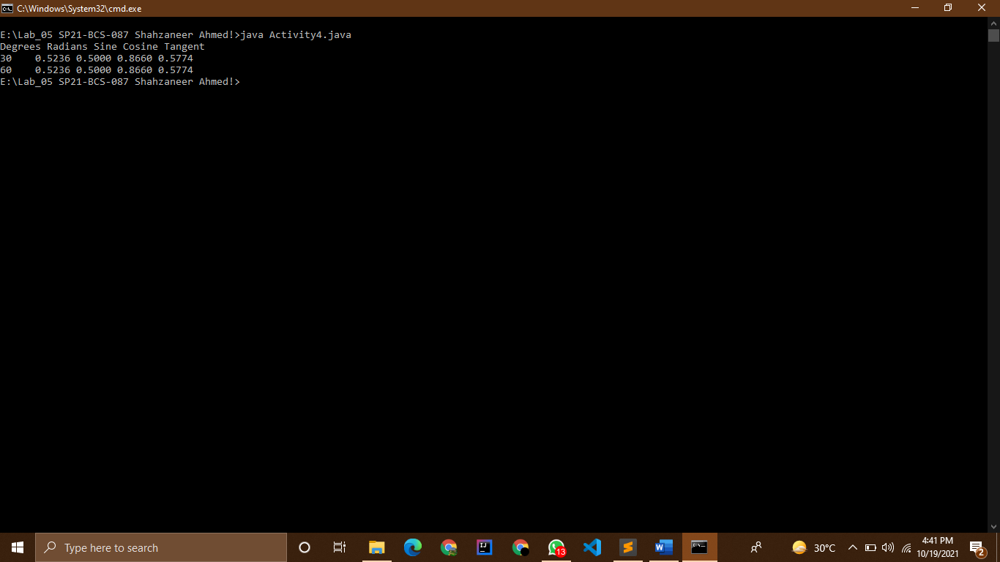 C:\Windows\System32\cmd.exe
E:\Lab_05 SP21-BCS-087 Shahzaneer Ahmed!>java Activity4.java
Degrees Radians Sine Cosine Tangent
30    0.5236 0.5000 0.8660 0.5774
60    0.5236 0.5000 0.8660 0.5774
E:\Lab_05 SP21-BCS-087 Shahzaneer Ahmed!>
Type here to search
13
30°C
4:41 PM
10/19/2021
2